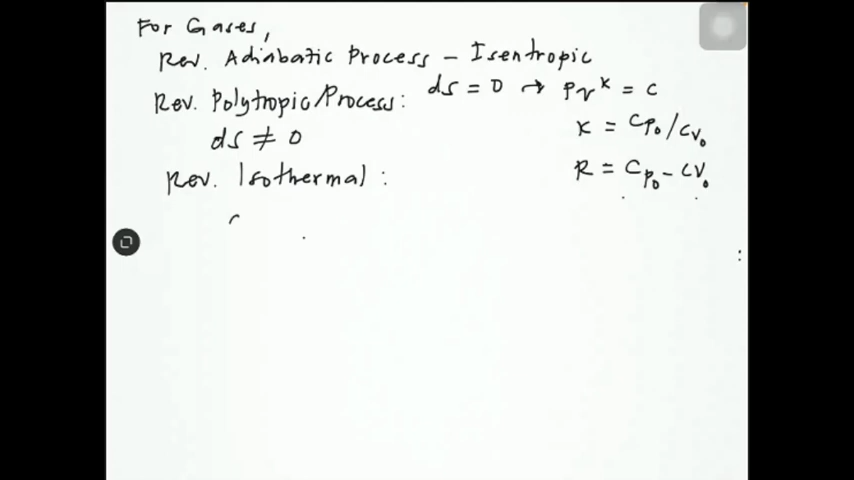 For Gases,
Rev. Adiabatic Process - Isentropic
ds = 0 → Pv^k = c
Rev. Polytropic Process:
ds ≠ 0
k = Cp₀/Cv₀
Rev. Isothermal:
R = Cp₀ - Cv₀